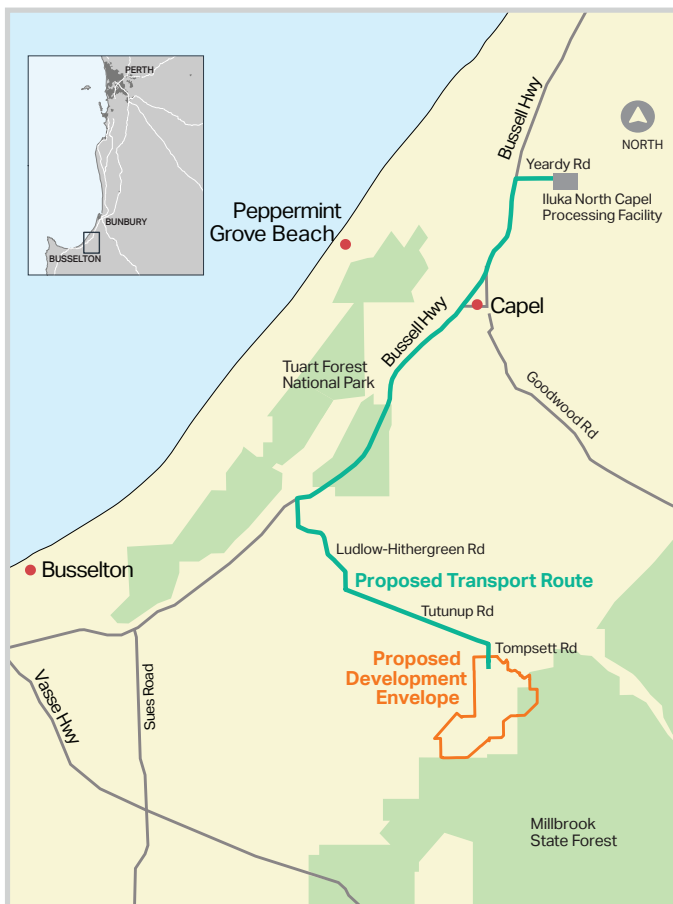 PERTH
BUNBURY
BUSSELTON
Bussell Hwy
NORTH
Yeardy Rd
Iluka North Capel
Processing Facility
Peppermint
Grove Beach
Capel
Bussell Hwy
Tuart Forest
National Park
Goodwood Rd
Ludlow-Hithergreen Rd
Busselton
Proposed Transport Route
Tutunup Rd
Tompsett Rd
Proposed
Development
Envelope
Vasse Hwy
Sues Road
Millbrook
State Forest